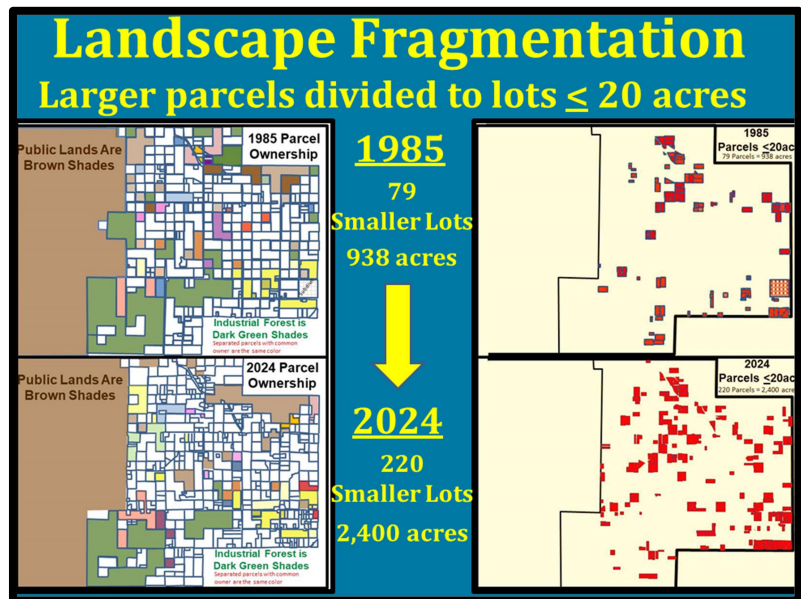 Landscape Fragmentation
Larger parcels divided to lots ≤ 20 acres
Public Lands Are
Brown Shades
1985 Parcel
Ownership
Industrial Forest is
Dark Green Shades
Separated parcels with common
owner are the same color
1985
79
Smaller Lots
938 acres
1985
Parcels ≤20ac
79 Parcels = 938 acres
Public Lands Are
Brown Shades
2024 Parcel
Ownership
Industrial Forest is
Dark Green Shades
Separated parcels with common
owner are the same color
2024
220
Smaller Lots
2,400 acres
2024
Parcels ≤20ac
220 Parcels = 2,400 acre